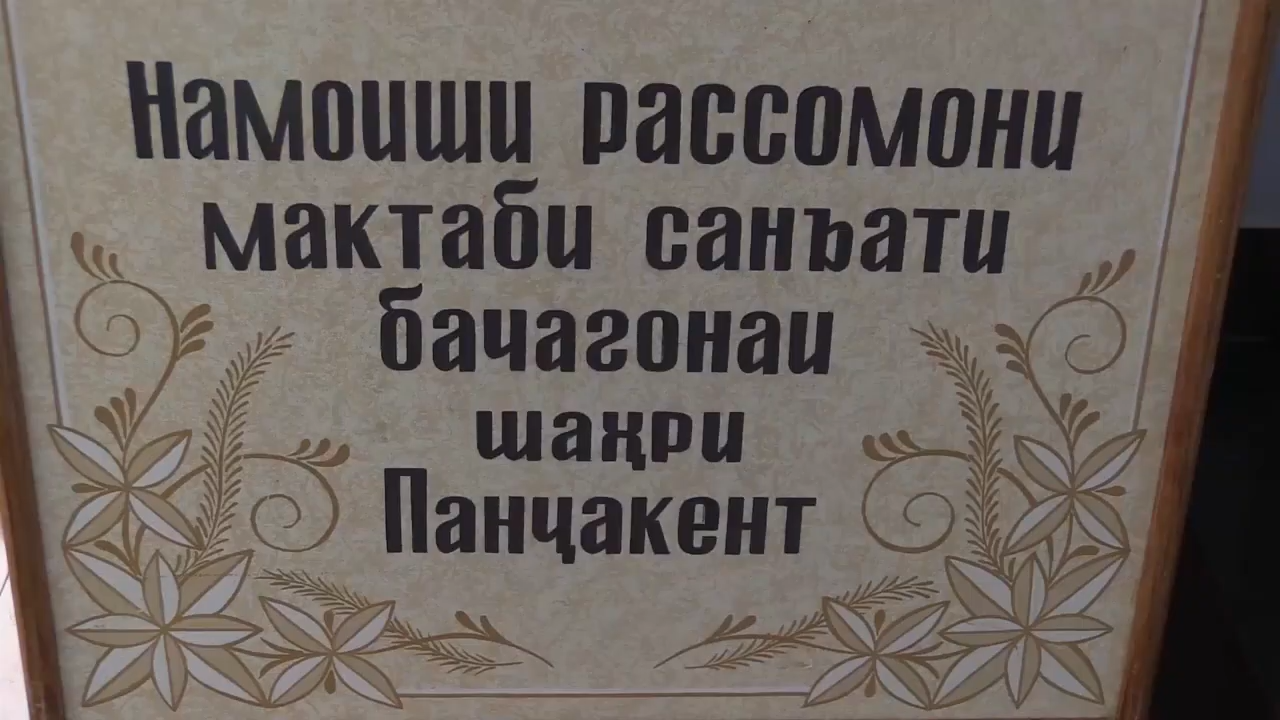 Намоиши рассомони
мактаби санъати
бачагонаи
шаҳри
Панҷакент